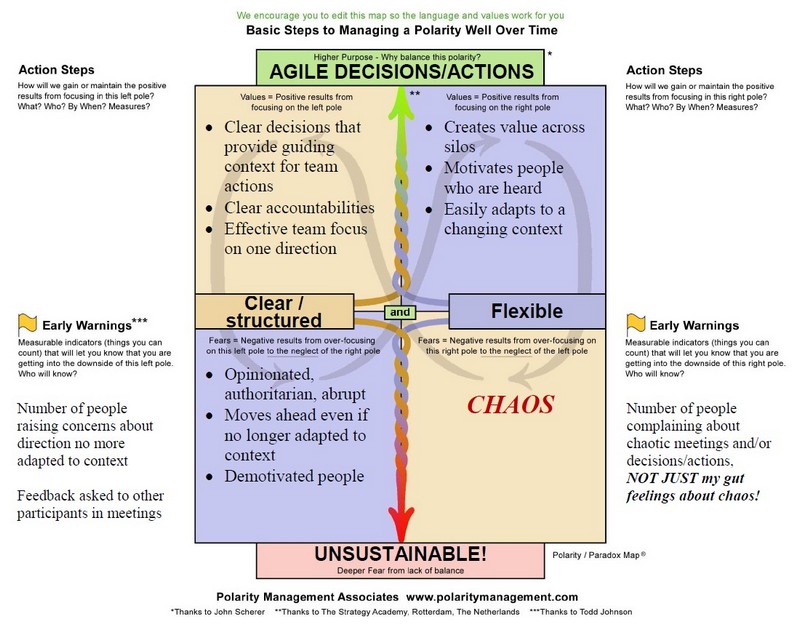 We encourage you to edit this map so the language and values work for you
Basic Steps to Managing a Polarity Well Over Time
Higher Purpose - Why balance this polarity?
AGILE DECISIONS/ACTIONS
*
Action Steps
How will we gain or maintain the positive
results from focusing in this left pole?
What? Who? By When? Measures?
Values = Positive results from
focusing on the left pole
• Clear decisions that
provide guiding
context for team
actions
• Clear accountabilities
• Effective team focus
on one direction
**
Values = Positive results from
focusing on the right pole
• Creates value across
silos
• Motivates people
who are heard
• Easily adapts to a
changing context
Action Steps
How will we gain or maintain the positive
results from focusing in this right pole?
What? Who? By When? Measures?
Clear /
structured
and
Flexible
Early Warnings***
Measurable indicators (things you can
count) that will let you know that you are
getting into the downside of this left pole.
Who will know?
Number of people
raising concerns about
direction no more
adapted to context
Feedback asked to other
participants in meetings
Fears = Negative results from over-focusing
on this left pole to the neglect of the right pole
• Opinionated,
authoritarian, abrupt
• Moves ahead even if
no longer adapted to
context
• Demotivated people
Fears = Negative results from over-focusing on
this right pole to the neglect of the left pole
CHAOS
Early Warnings
Measurable indicators (things you can
count) that will let you know that you are
getting into the downside of this right pole.
Who will know?
Number of people
complaining about
chaotic meetings and/or
decisions/actions,
NOT JUST my gut
feelings about chaos!
UNSUSTAINABLE!
Deeper Fear from lack of balance
Polarity / Paradox Map®
Polarity Management Associates www.polaritymanagement.com
*Thanks to John Scherer **Thanks to The Strategy Academy, Rotterdam, The Netherlands ***Thanks to Todd Johnson